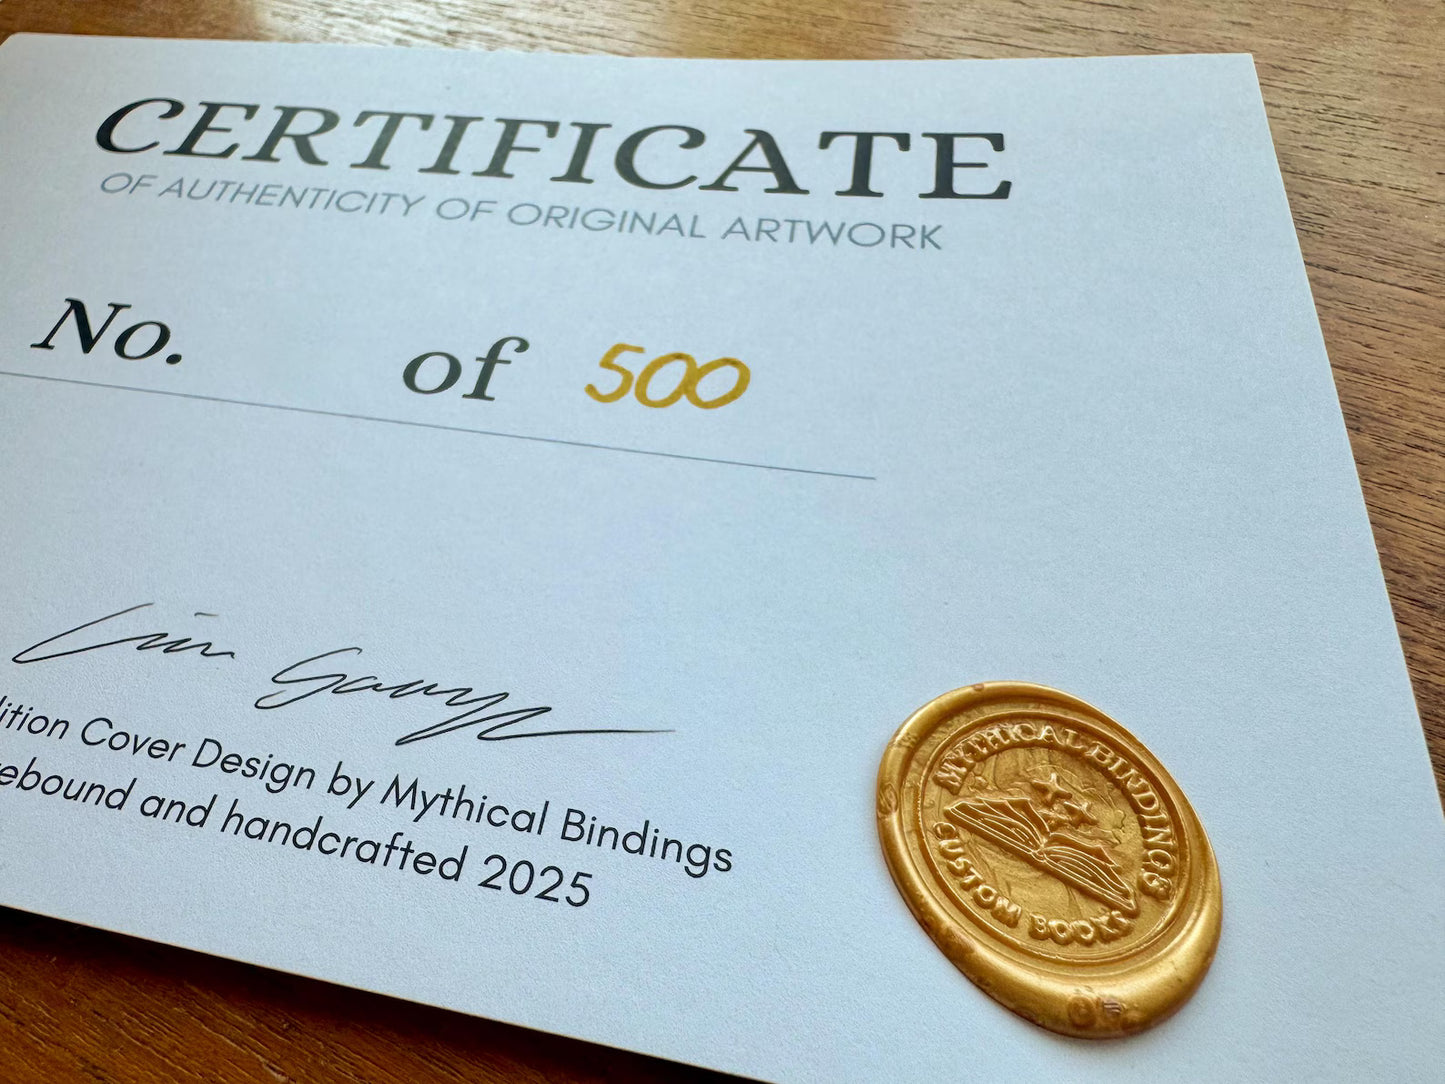 CERTIFICATE
OF AUTHENTICITY OF ORIGINAL ARTWORK
No. of 500
ition Cover Design by Mythical Bindings
ebound and handcrafted 2025
MYTHICAL BINDINGS
CUSTOM BOOKS